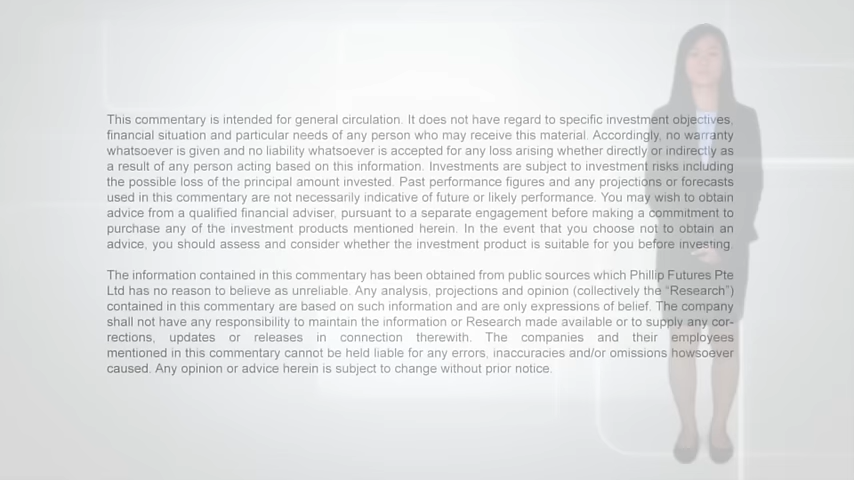 This commentary is intended for general circulation. It does not have regard to specific investment objectives,
financial situation and particular needs of any person who may receive this material. Accordingly, no warranty
whatsoever is given and no liability whatsoever is accepted for any loss arising whether directly or indirectly as
a result of any person acting based on this information. Investments are subject to investment risks including
the possible loss of the principal amount invested. Past performance figures and any projections or forecasts
used in this commentary are not necessarily indicative of future or likely performance. You may wish to obtain
advice from a qualified financial adviser, pursuant to a separate engagement before making a commitment to
purchase any of the investment products mentioned herein. In the event that you choose not to obtain an
advice, you should assess and consider whether the investment product is suitable for you before investing.
The information contained in this commentary has been obtained from public sources which Phillip Futures Pte
Ltd has no reason to believe as unreliable. Any analysis, projections and opinion (collectively the “Research”)
contained in this commentary are based on such information and are only expressions of belief. The company
shall not have any responsibility to maintain the information or Research made available or to supply any cor-
rections, updates or releases in connection therewith. The companies and their employees
mentioned in this commentary cannot be held liable for any errors, inaccuracies and/or omissions howsoever
caused. Any opinion or advice herein is subject to change without prior notice.